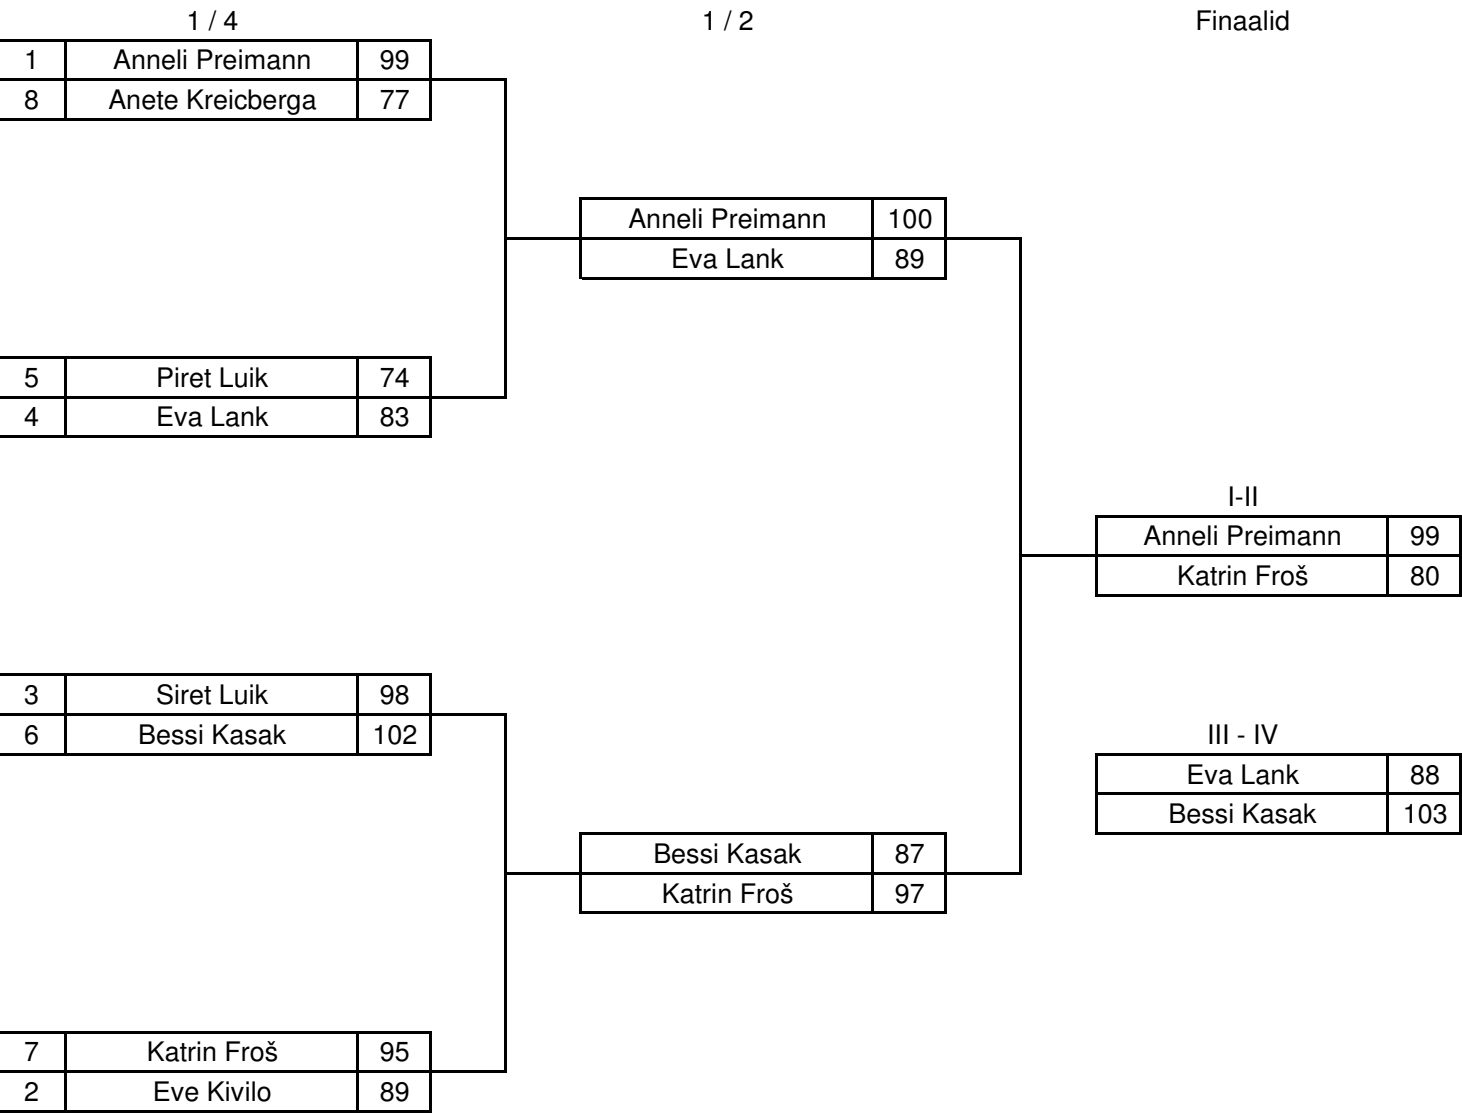 1 / 4 1 / 2 Finaalid
1 Anneli Preimann 99
8 Anete Kreicberga 77
Anneli Preimann 100
Eva Lank 89
5 Piret Luik 74
4 Eva Lank 83
I-II
Anneli Preimann 99
Katrin Froš 80
3 Siret Luik 98
6 Bessi Kasak 102
III - IV
Eva Lank 88
Bessi Kasak 103
Bessi Kasak 87
Katrin Froš 97
7 Katrin Froš 95
2 Eve Kivilo 89